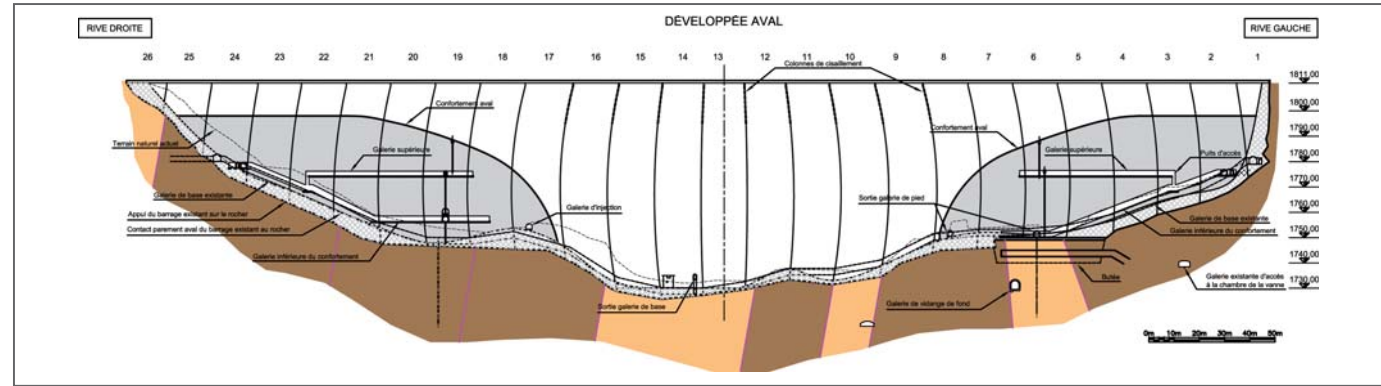 DÉVELOPPÉE AVAL
RIVE DROITE
RIVE GAUCHE
26 25 24 23 22 21 20 19 18 17 16 15 14 13 12 11 10 9 8 7 6 5 4 3 2 1
Colonnes de cisaillement
1811,00
1800,00
1790,00
1780,00
1770,00
1760,00
1750,00
1740,00
1730,00
Confortement aval
Confortement aval
Terrain naturel actuel
Galerie supérieure
Galerie supérieure
Puits d'accès
Galerie de base existante
Sortie galerie de pied
Appui du barrage existant sur le rocher
Galerie d'injection
Galerie de base existante
Contact parement aval du barrage existant au rocher
Galerie inférieure du confortement
Galerie inférieure du confortement
Butée
Galerie existante d'accès
à la chambre de la vanne
Sortie galerie de base
Galerie de vidange de fond
0m 10m 20m 30m 40m 50m